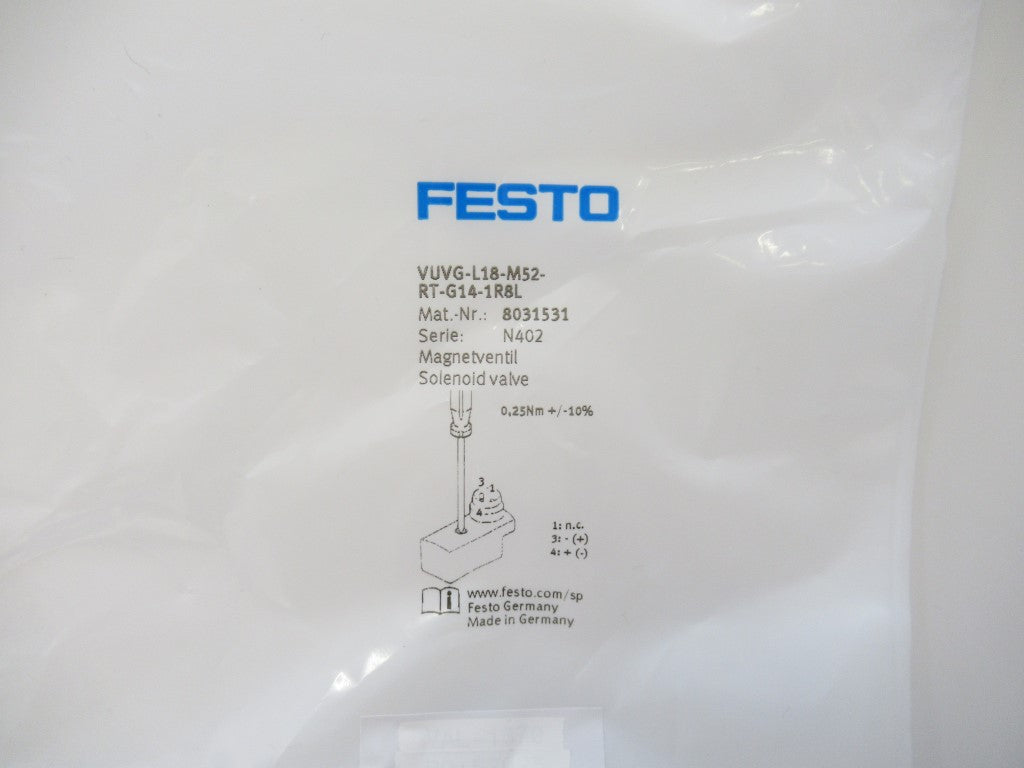 FESTO
VUVG-L18-M52-
RT-G14-1R8L
Mat.-Nr.: 8031531
Serie: N402
Magnetventil
Solenoid valve
0,25Nm +/-10%
3 1
4
1: n.c.
3: - (+)
4: + (-)
i www.festo.com/sp
Festo Germany
Made in Germany